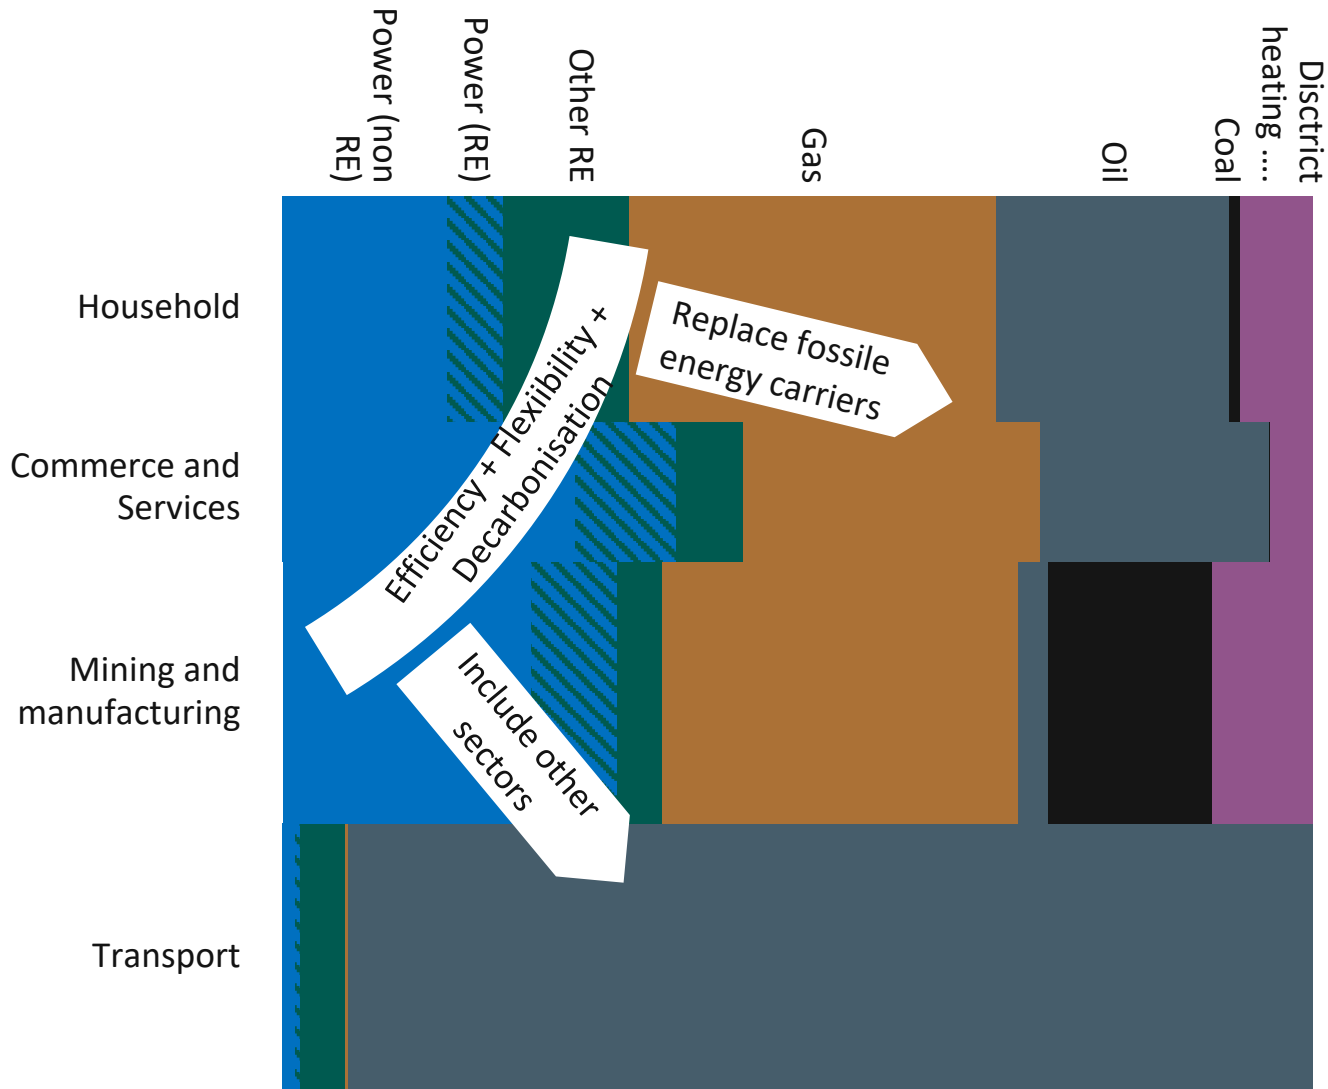 Power (non
RE)
Power (RE)
Other RE
Gas
Oil
Coal
Disctrict
heating ....
Household
Commerce and
Services
Mining and
manufacturing
Transport
Efficiency + Flexiibility +
Decarbonisation
Replace fossile
energy carriers
Include other
sectors